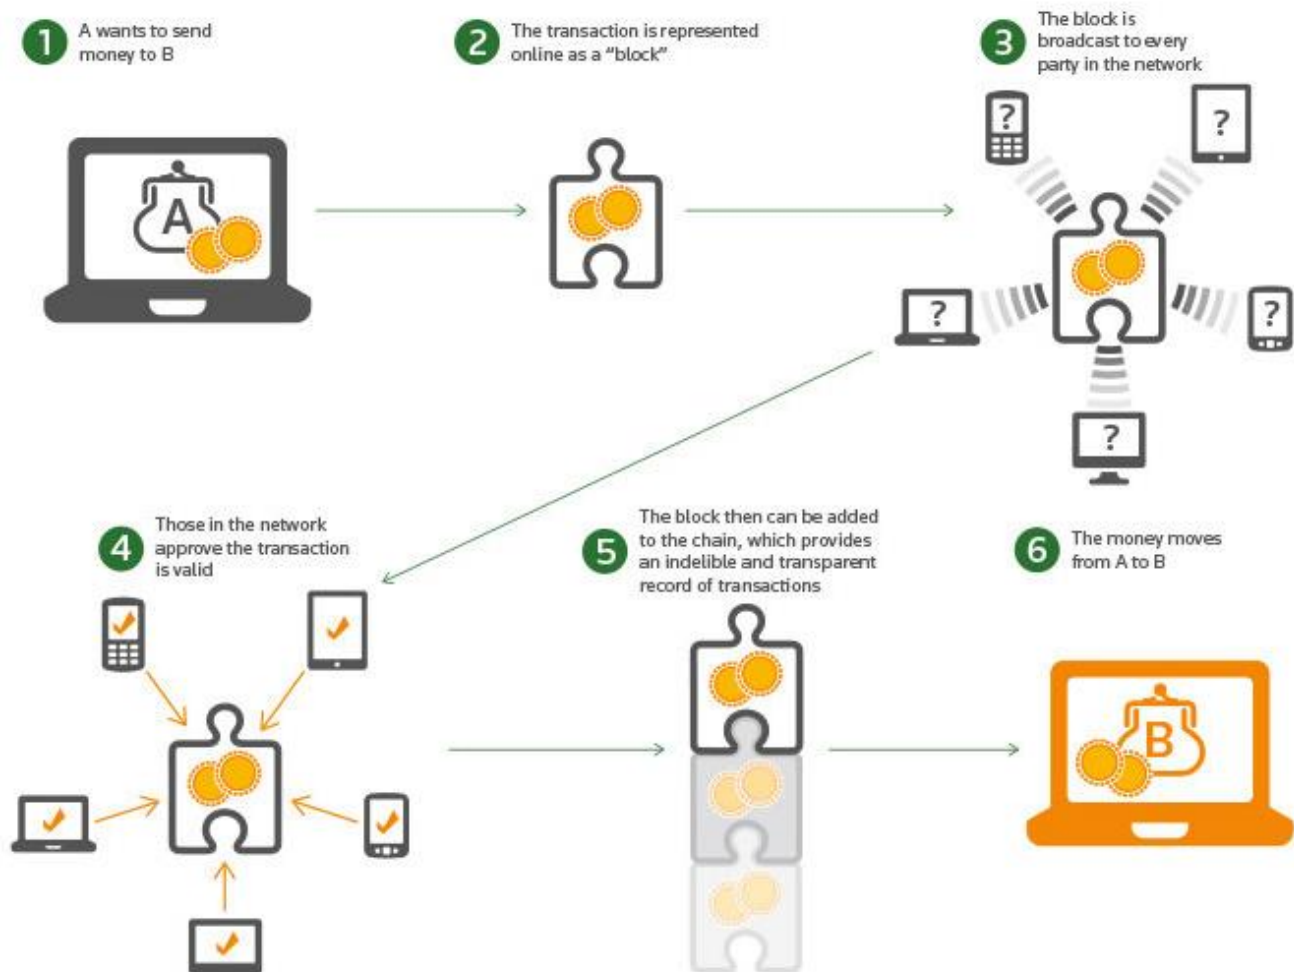 1
A wants to send
money to B
2
The transaction is represented
online as a “block”
3
The block is
broadcast to every
party in the network
?
?
A
?
?
?
4
Those in the network
approve the transaction
is valid
5
The block then can be added
to the chain, which provides
an indelible and transparent
record of transactions
6
The money moves
from A to B
B